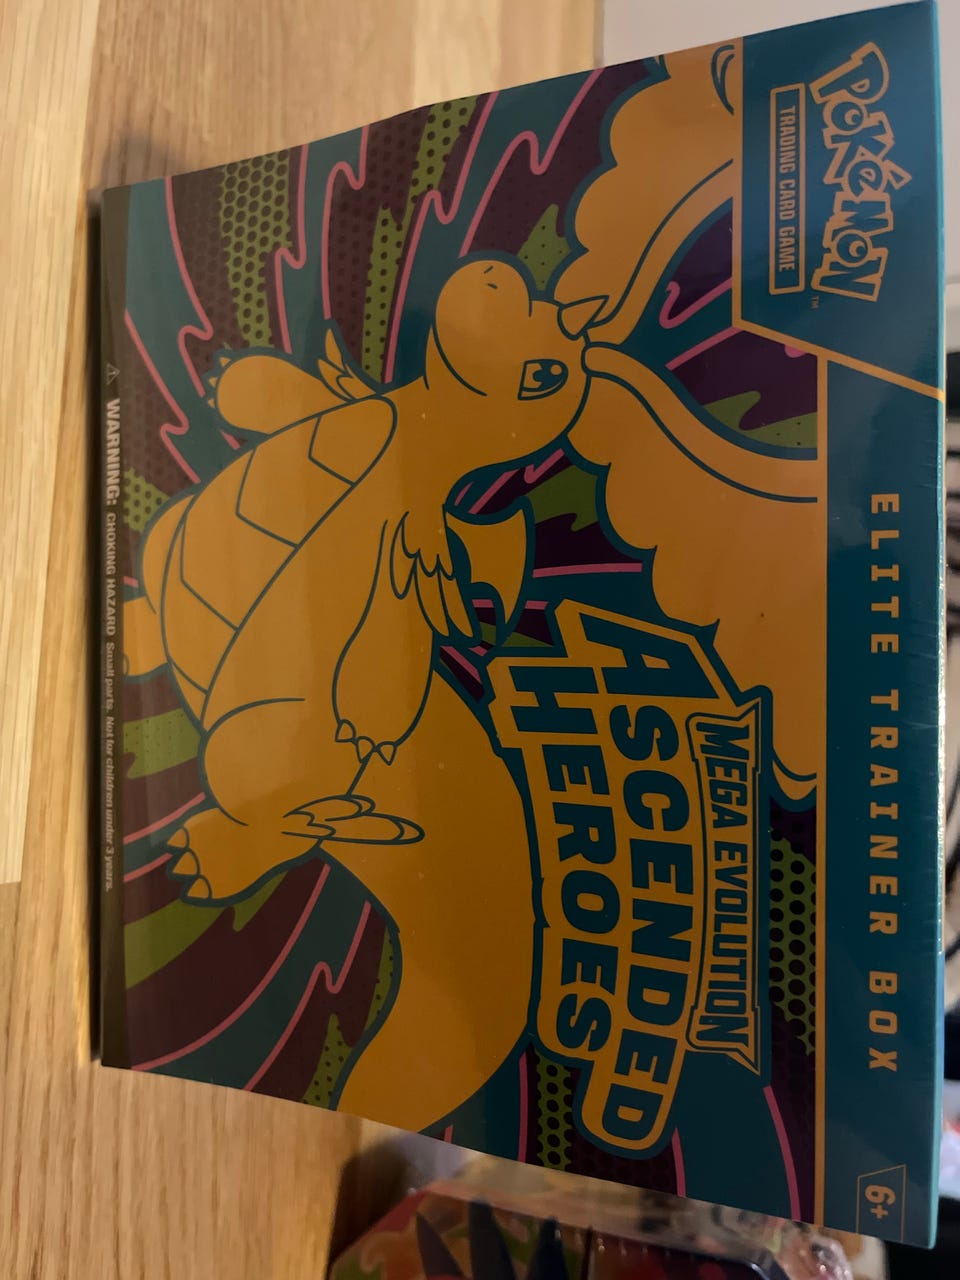 POKéMON™
TRADING CARD GAME
ELITE TRAINER BOX
6+
MEGA EVOLUTION
ASCENDED
HEROES
⚠ WARNING: CHOKING HAZARD Small parts. Not for children under 3 years.